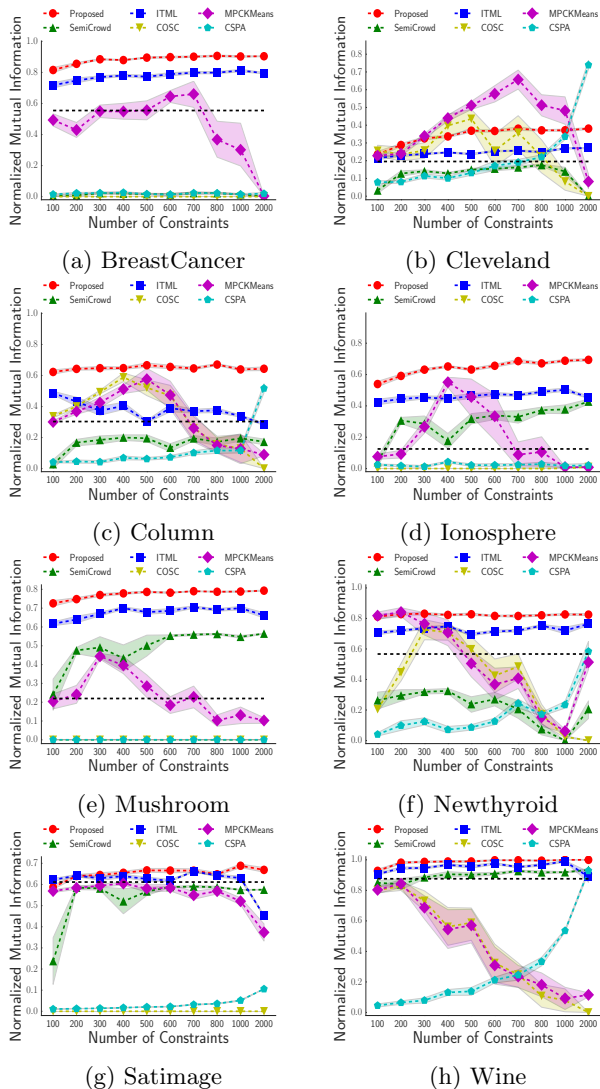 Proposed ITML MPCKMeans
SemiCrowd COSC CSPA
Normalized Mutual Information
1.0
0.8
0.6
0.4
0.2
0.0
100 200 300 400 500 600 700 800 1000 2000
Number of Constraints
(a) BreastCancer
Proposed ITML MPCKMeans
SemiCrowd COSC CSPA
Normalized Mutual Information
0.8
0.7
0.6
0.5
0.4
0.3
0.2
0.1
0.0
100 200 300 400 500 600 700 800 1000 2000
Number of Constraints
(b) Cleveland
Proposed ITML MPCKMeans
SemiCrowd COSC CSPA
Normalized Mutual Information
1.0
0.8
0.6
0.4
0.2
0.0
100 200 300 400 500 600 700 800 1000 2000
Number of Constraints
(c) Column
Proposed ITML MPCKMeans
SemiCrowd COSC CSPA
Normalized Mutual Information
0.8
0.6
0.4
0.2
0.0
100 200 300 400 500 600 700 800 1000 2000
Number of Constraints
(d) Ionosphere
Proposed ITML MPCKMeans
SemiCrowd COSC CSPA
Normalized Mutual Information
0.8
0.7
0.6
0.5
0.4
0.3
0.2
0.1
0.0
100 200 300 400 500 600 700 800 1000 2000
Number of Constraints
(e) Mushroom
Proposed ITML MPCKMeans
SemiCrowd COSC CSPA
Normalized Mutual Information
1.0
0.8
0.6
0.4
0.2
0.0
100 200 300 400 500 600 700 800 1000 2000
Number of Constraints
(f) Newthyroid
Proposed ITML MPCKMeans
SemiCrowd COSC CSPA
Normalized Mutual Information
0.7
0.6
0.5
0.4
0.3
0.2
0.1
0.0
100 200 300 400 500 600 700 800 1000 2000
Number of Constraints
(g) Satimage
Proposed ITML MPCKMeans
SemiCrowd COSC CSPA
Normalized Mutual Information
1.0
0.8
0.6
0.4
0.2
0.0
100 200 300 400 500 600 700 800 1000 2000
Number of Constraints
(h) Wine